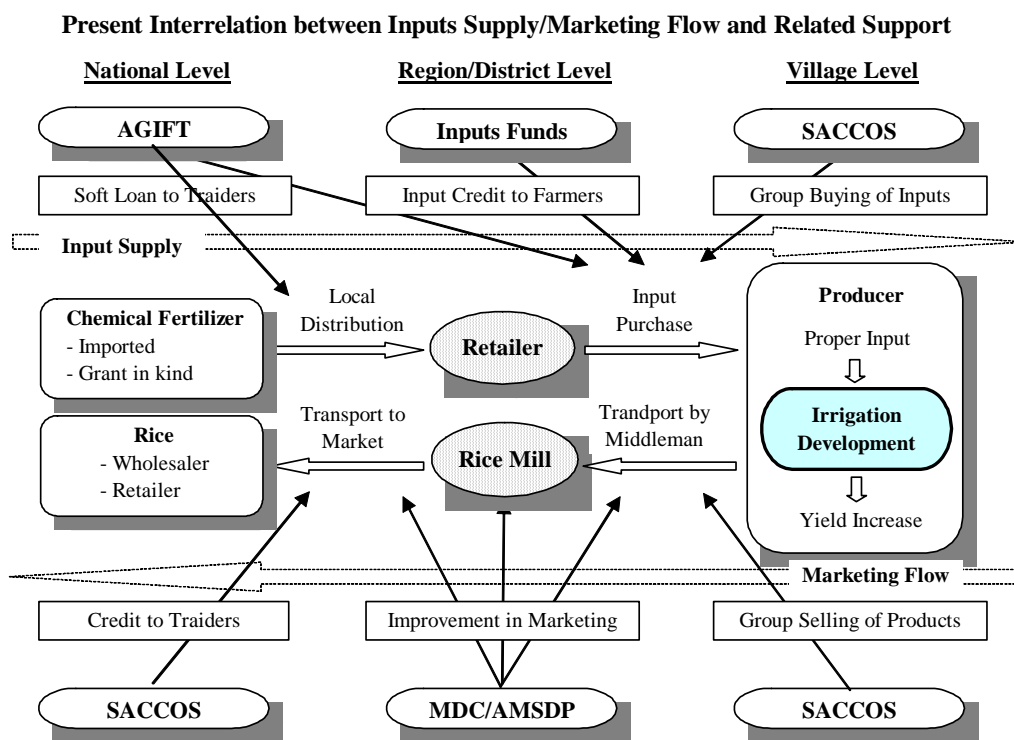 Present Interrelation between Inputs Supply/Marketing Flow and Related Support
National Level
Region/District Level
Village Level
AGIFT
Inputs Funds
SACCOS
Soft Loan to Traiders
Input Credit to Farmers
Group Buying of Inputs
Input Supply
Chemical Fertilizer
- Imported
- Grant in kind
Local
Distribution
Retailer
Input
Purchase
Producer
Proper Input
Irrigation
Development
Yield Increase
Rice
- Wholesaler
- Retailer
Transport to
Market
Rice Mill
Trandport by
Middleman
Marketing Flow
Credit to Traiders
Improvement in Marketing
Group Selling of Products
SACCOS
MDC/AMSDP
SACCOS